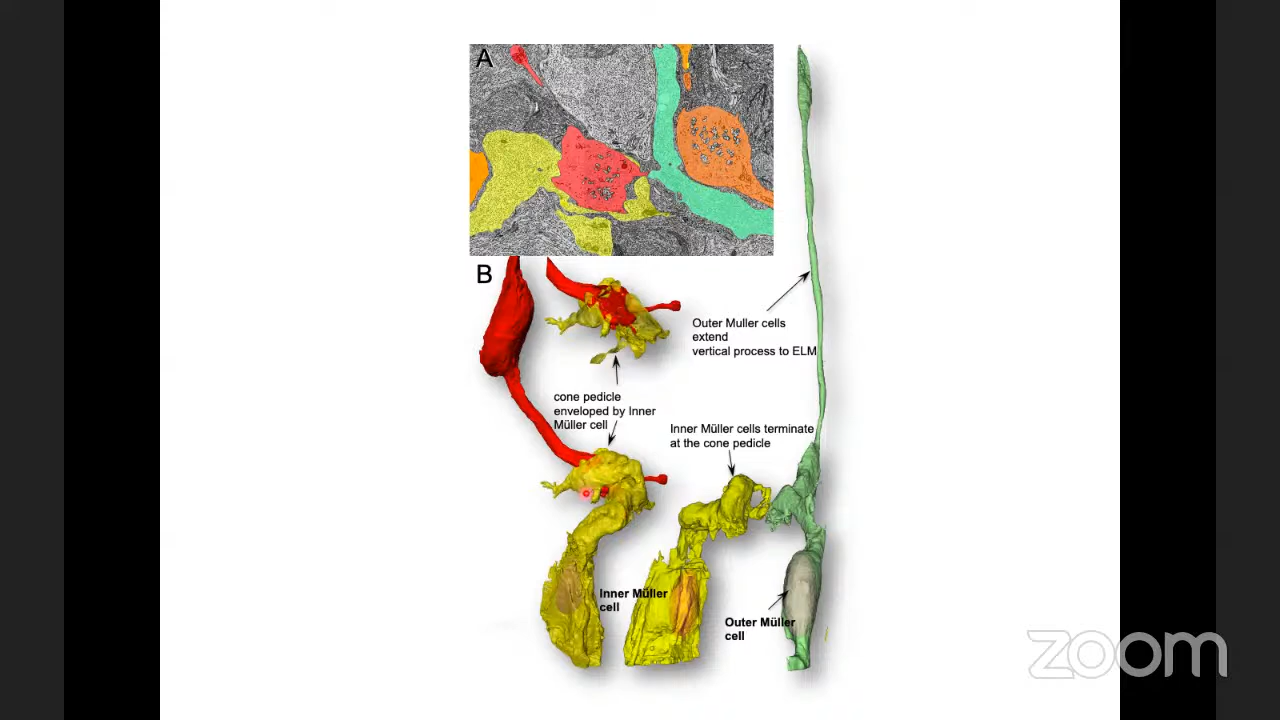 A
B
Outer Muller cells
extend
vertical process to ELM
cone pedicle
enveloped by Inner
Müller cell
Inner Müller cells terminate
at the cone pedicle
Inner Müller
cell
Outer Müller
cell
zoom